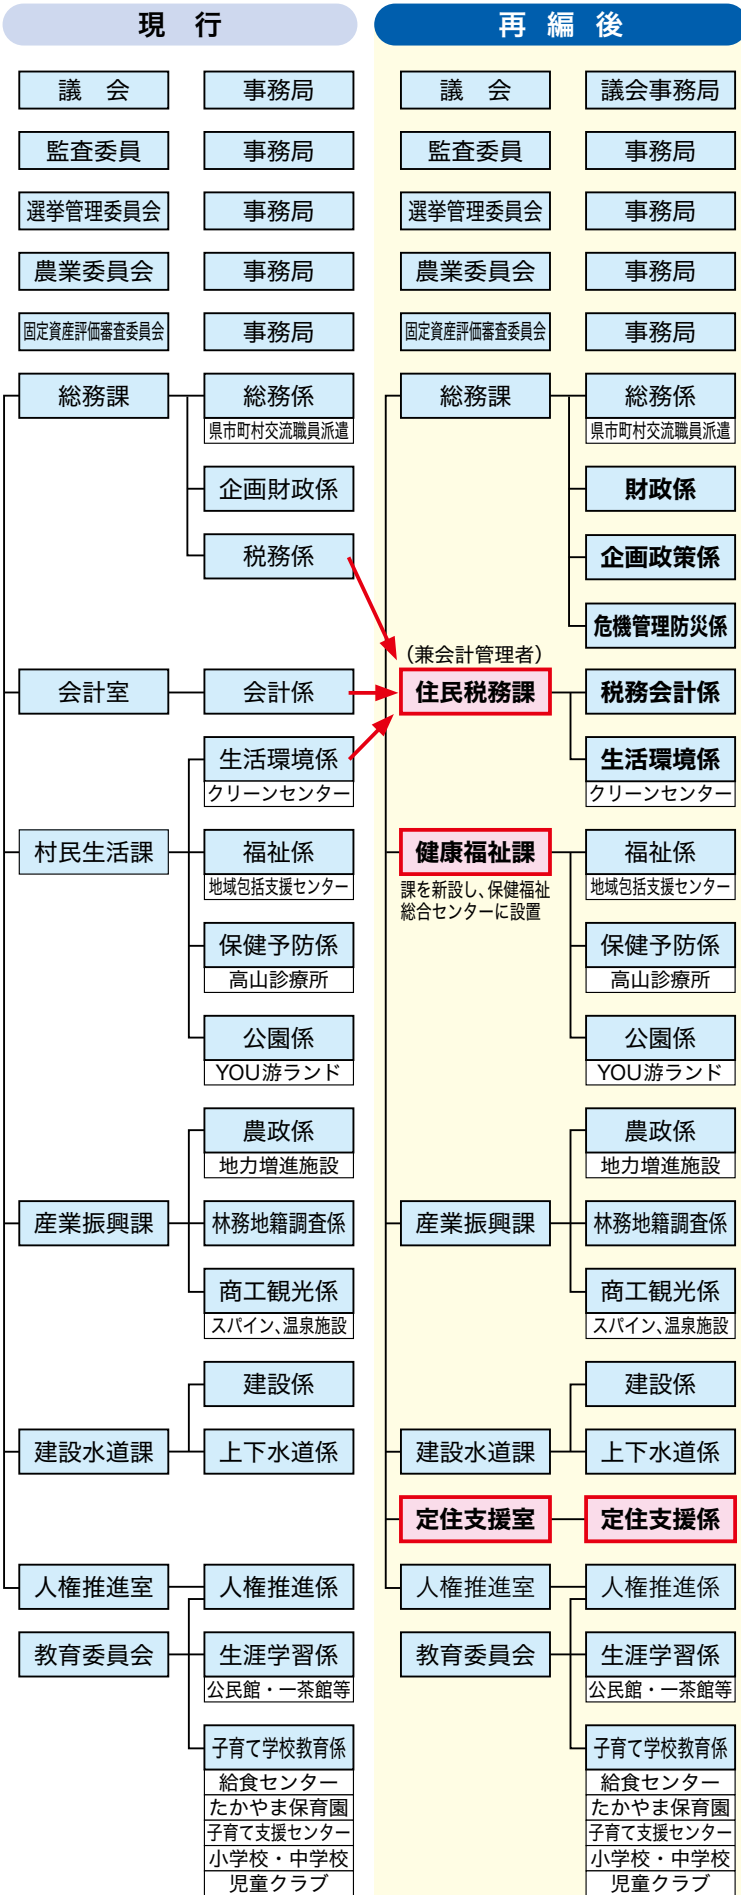 現　行
議　会
事務局
監査委員
事務局
選挙管理委員会
事務局
農業委員会
事務局
固定資産評価審査委員会
事務局
総務課
総務係
県市町村交流職員派遣
企画財政係
税務係
会計室
会計係
生活環境係
クリーンセンター
村民生活課
福祉係
地域包括支援センター
保健予防係
高山診療所
公園係
YOU游ランド
農政係
地力増進施設
産業振興課
林務地籍調査係
商工観光係
スパイン、温泉施設
建設係
建設水道課
上下水道係
人権推進室
人権推進係
教育委員会
生涯学習係
公民館・一茶館等
子育て学校教育係
給食センター
たかやま保育園
子育て支援センター
小学校・中学校
児童クラブ
再　編　後
議　会
議会事務局
監査委員
事務局
選挙管理委員会
事務局
農業委員会
事務局
固定資産評価審査委員会
事務局
総務課
総務係
県市町村交流職員派遣
財政係
企画政策係
危機管理防災係
（兼会計管理者）
住民税務課
税務会計係
生活環境係
クリーンセンター
健康福祉課
課を新設し、保健福祉
総合センターに設置
福祉係
地域包括支援センター
保健予防係
高山診療所
公園係
YOU游ランド
農政係
地力増進施設
産業振興課
林務地籍調査係
商工観光係
スパイン、温泉施設
建設係
建設水道課
上下水道係
定住支援室
定住支援係
人権推進室
人権推進係
教育委員会
生涯学習係
公民館・一茶館等
子育て学校教育係
給食センター
たかやま保育園
子育て支援センター
小学校・中学校
児童クラブ